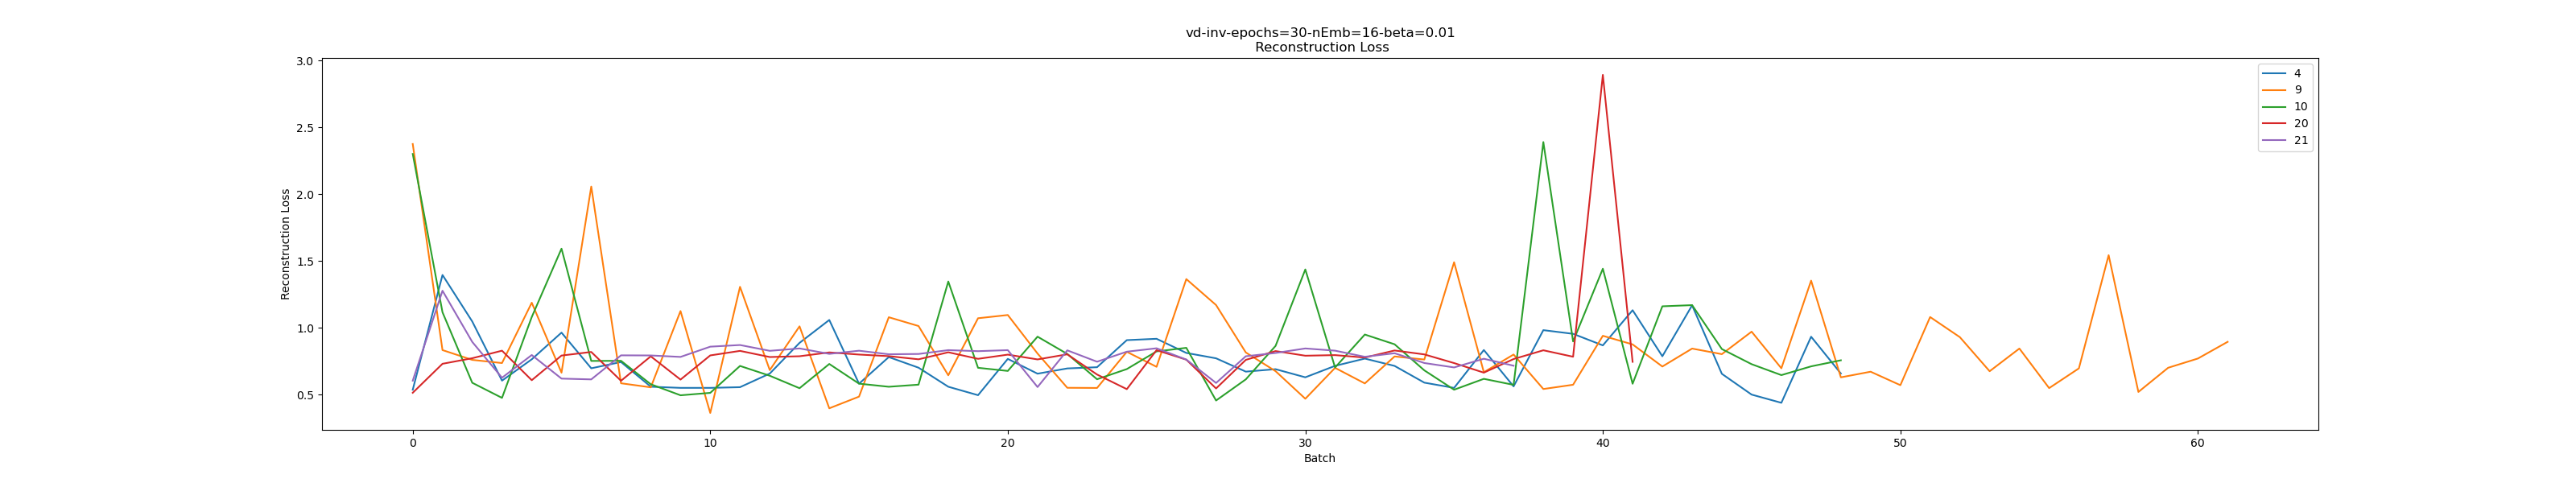 vd-inv-epochs=30-nEmb=16-beta=0.01
Reconstruction Loss
3.0
2.5
2.0
1.5
1.0
0.5
Reconstruction Loss
4
9
10
20
21
0 10 20 30 40 50 60
Batch